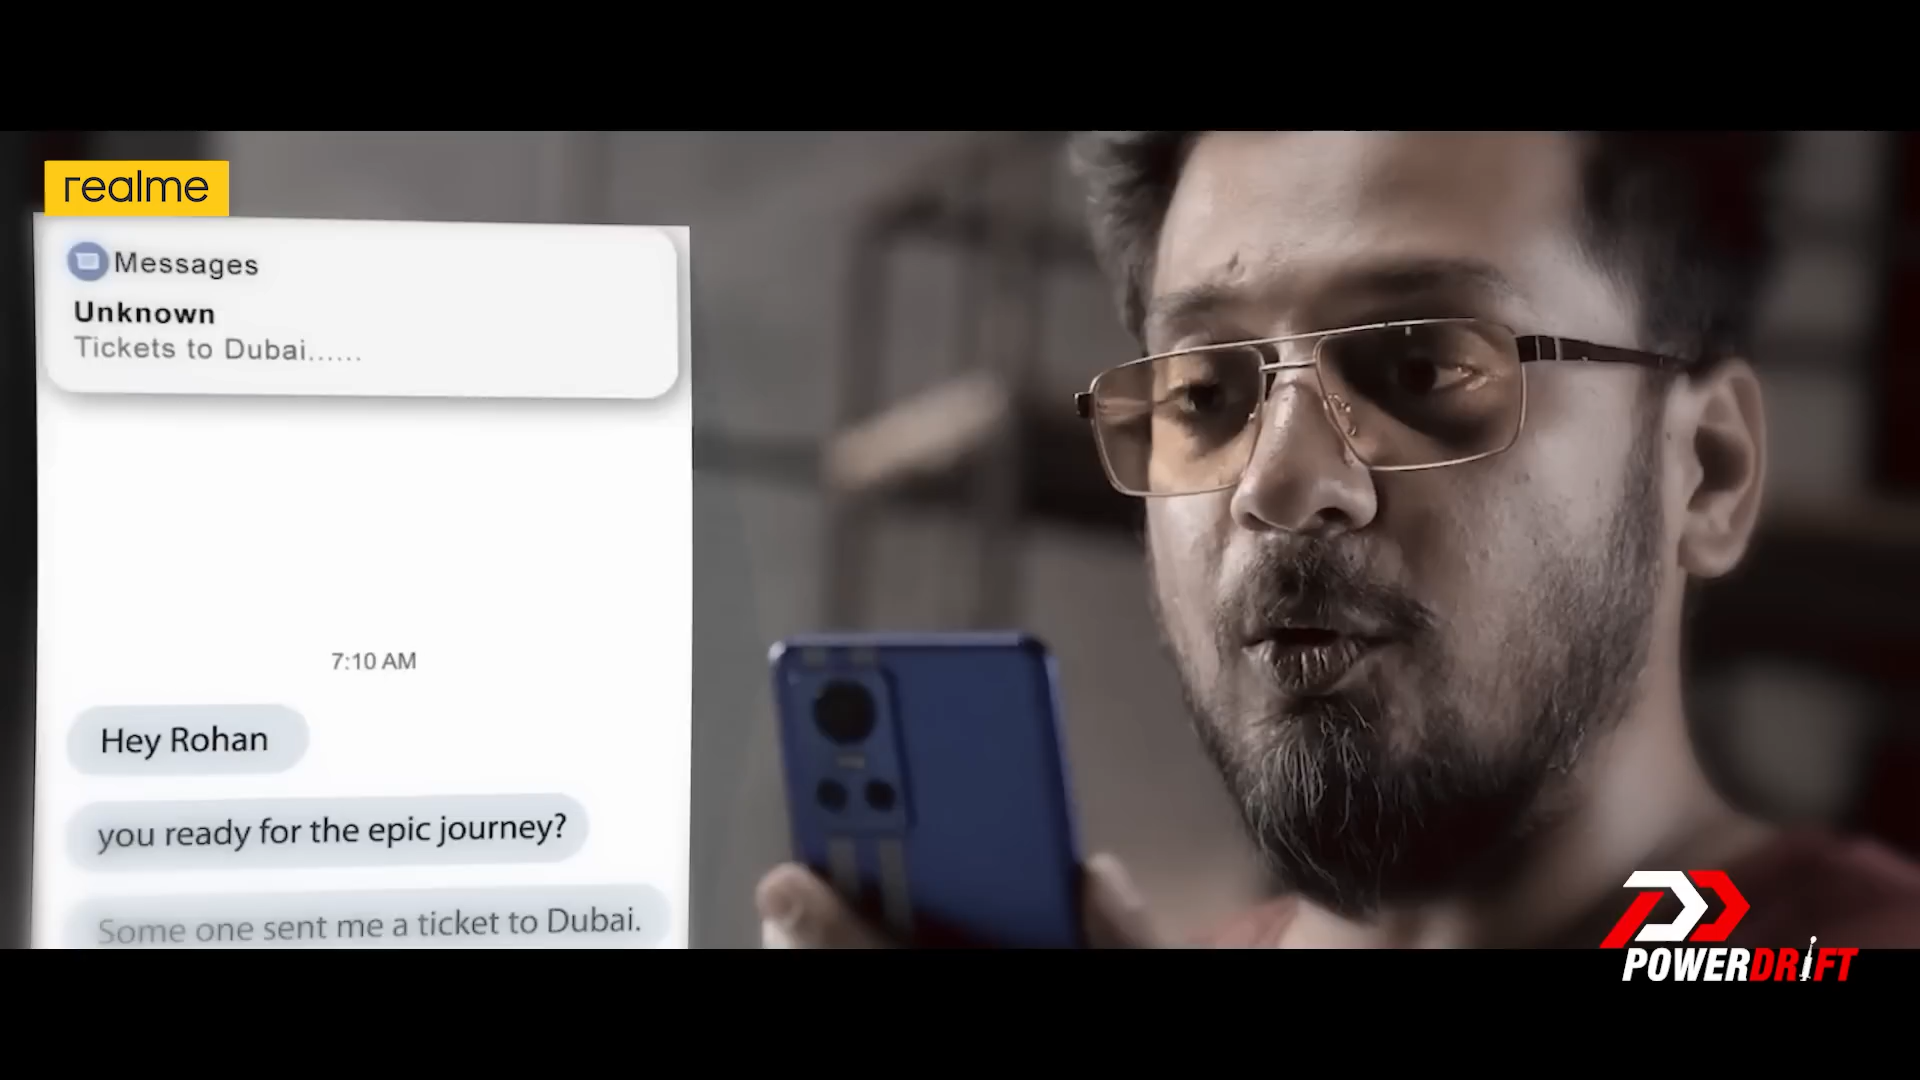 realme
Messages
Unknown
Tickets to Dubai......
7:10 AM
Hey Rohan
you ready for the epic journey?
Some one sent me a ticket to Dubai.
POWERDRiFT